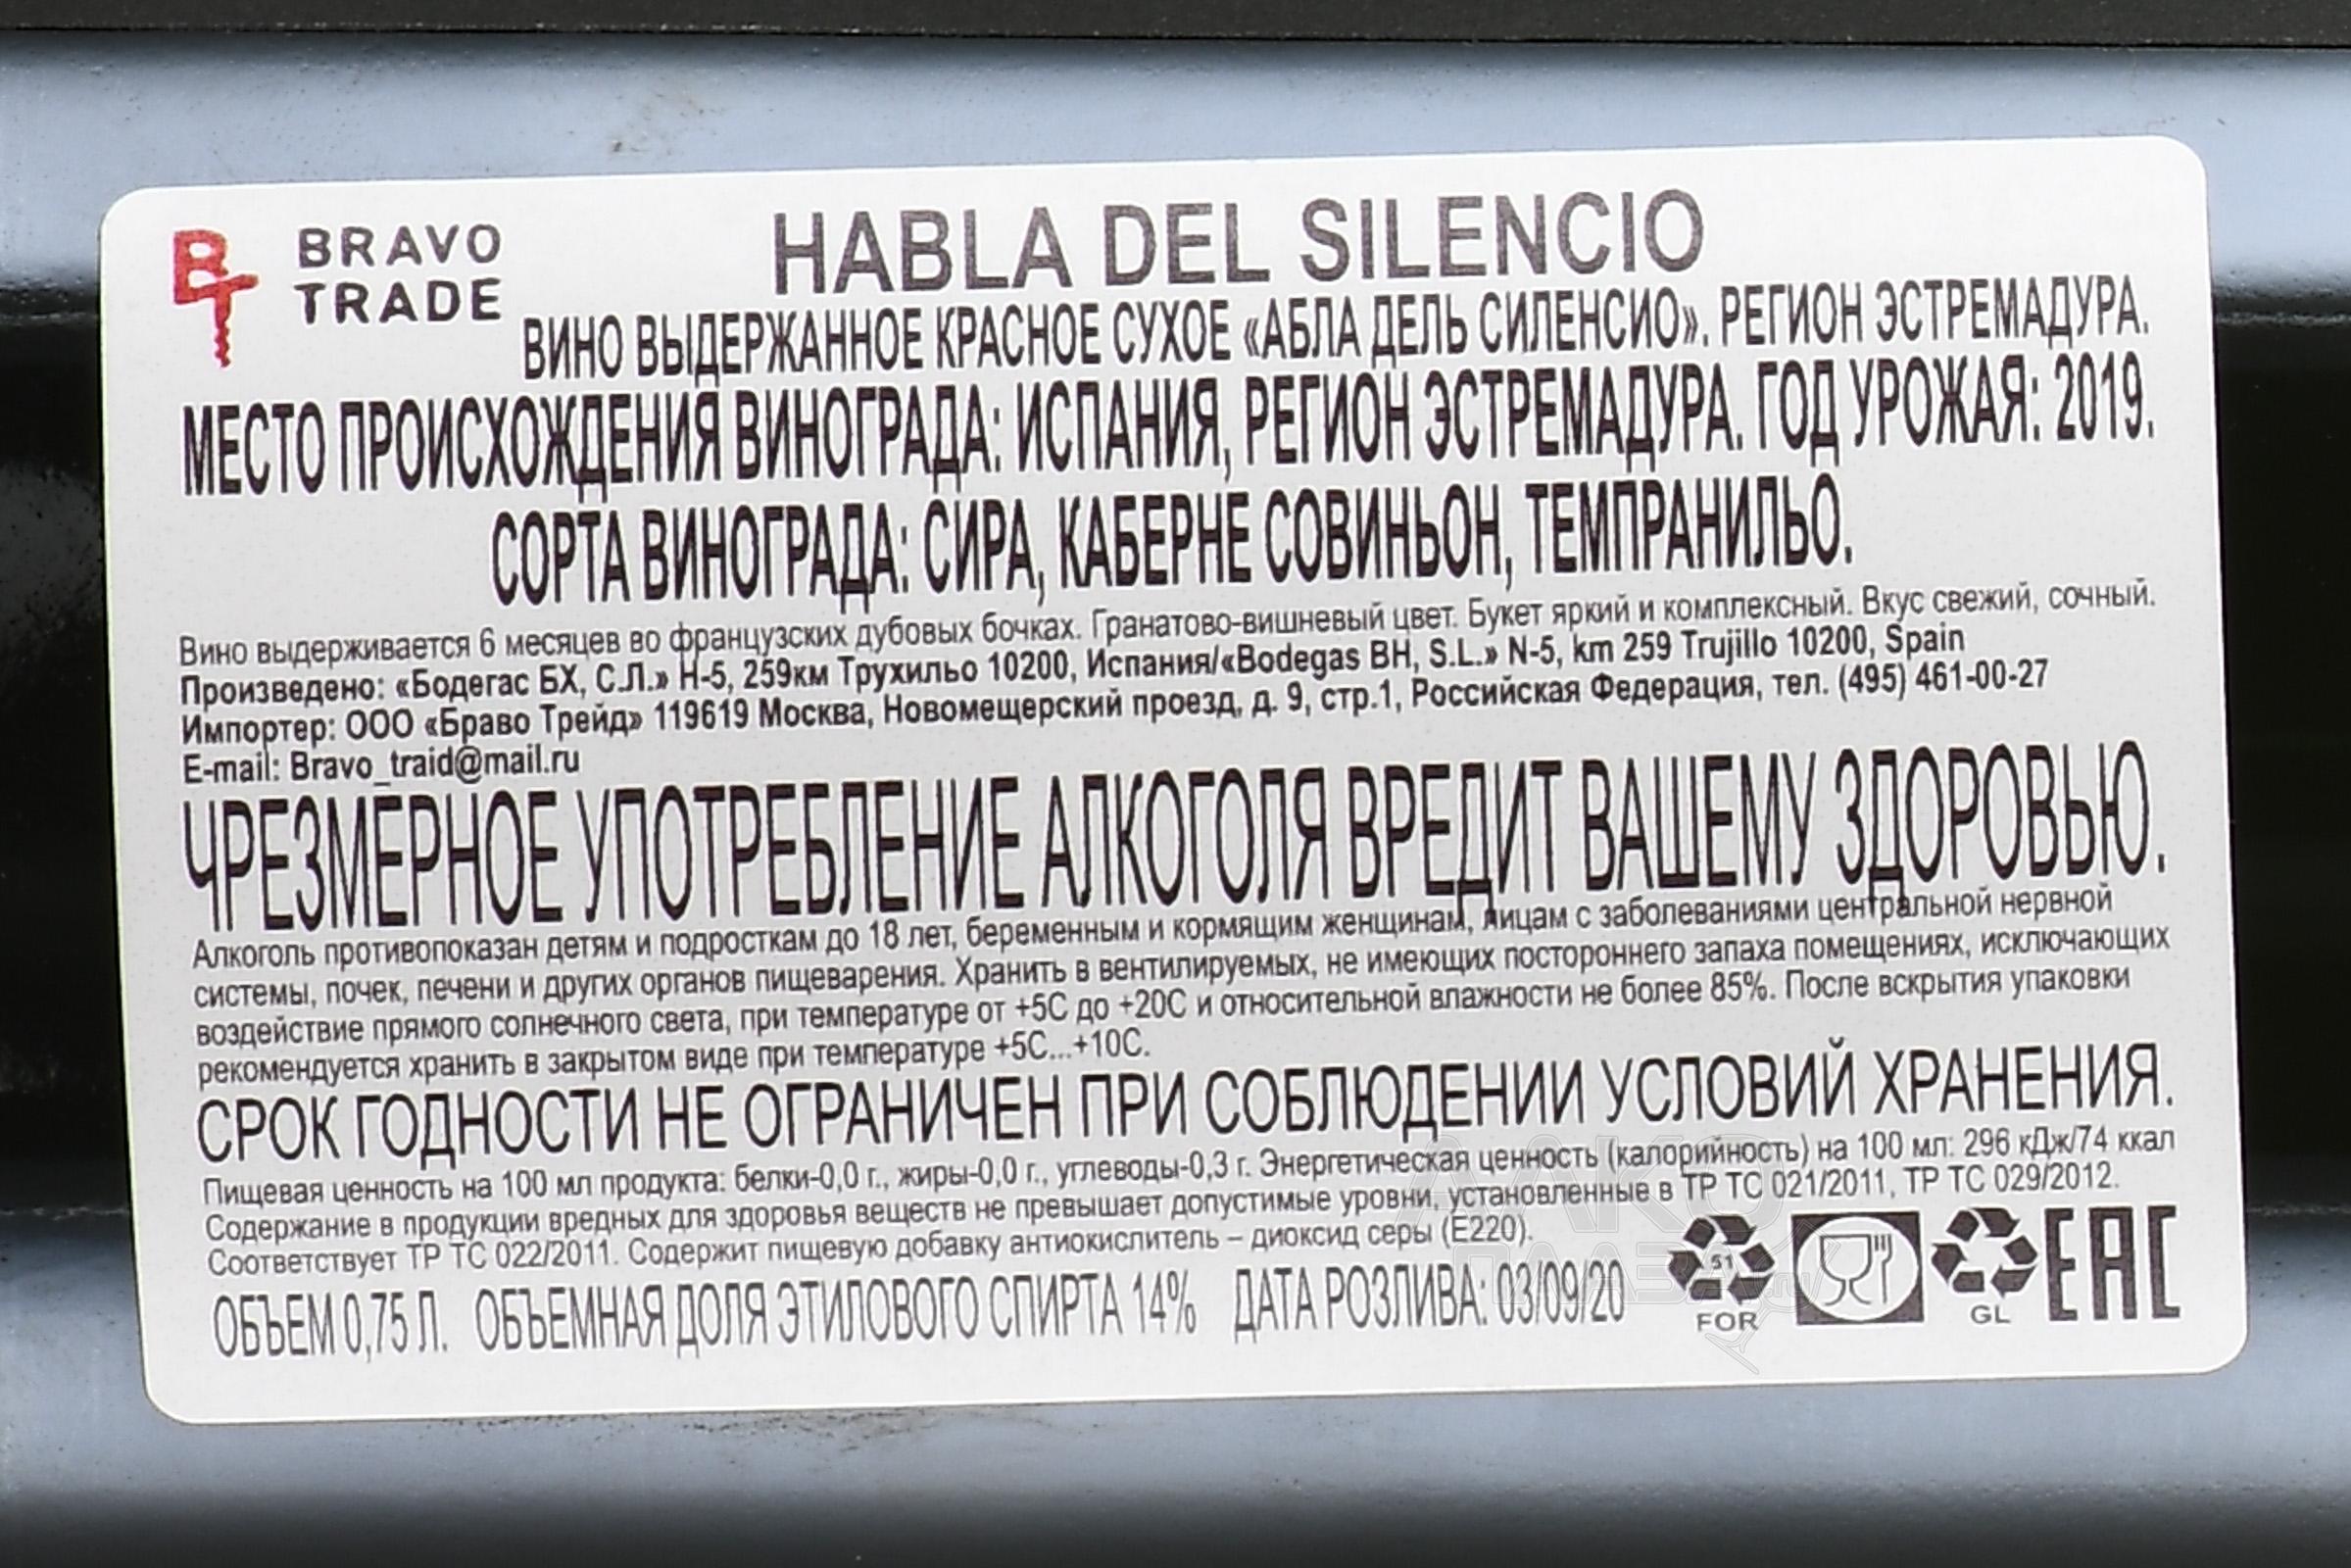 BRAVO
TRADE
HABLA DEL SILENCIO
ВИНО ВЫДЕРЖАННОЕ КРАСНОЕ СУХОЕ «АБЛА ДЕЛЬ СИЛЕНСИО». РЕГИОН ЭСТРЕМАДУРА.
МЕСТО ПРОИСХОЖДЕНИЯ ВИНОГРАДА: ИСПАНИЯ, РЕГИОН ЭСТРЕМАДУРА. ГОД УРОЖАЯ: 2019.
СОРТА ВИНОГРАДА: СИРА, КАБЕРНЕ СОВИНЬОН, ТЕМПРАНИЛЬО.
Вино выдерживается 6 месяцев во французских дубовых бочках. Гранатово-вишневый цвет. Букет яркий и комплексный. Вкус свежий, сочный.
Произведено: «Бодегас БХ, С.Л.» Н-5, 259км Трухильо 10200, Испания/«Bodegas BH, S.L.» N-5, km 259 Trujillo 10200, Spain
Импортер: ООО «Браво Трейд» 119619 Москва, Новомещерский проезд, д. 9, стр.1, Российская Федерация, тел. (495) 461-00-27
E-mail: Bravo_traid@mail.ru
ЧРЕЗМЕРНОЕ УПОТРЕБЛЕНИЕ АЛКОГОЛЯ ВРЕДИТ ВАШЕМУ ЗДОРОВЬЮ.
Алкоголь противопоказан детям и подросткам до 18 лет, беременным и кормящим женщинам, лицам с заболеваниями центральной нервной
системы, почек, печени и других органов пищеварения. Хранить в вентилируемых, не имеющих постороннего запаха помещениях, исключающих
воздействие прямого солнечного света, при температуре от +5С до +20С и относительной влажности не более 85%. После вскрытия упаковки
рекомендуется хранить в закрытом виде при температуре +5С...+10С.
СРОК ГОДНОСТИ НЕ ОГРАНИЧЕН ПРИ СОБЛЮДЕНИИ УСЛОВИЙ ХРАНЕНИЯ.
Пищевая ценность на 100 мл продукта: белки-0,0 г., жиры-0,0 г., углеводы-0,3 г. Энергетическая ценность (калорийность) на 100 мл: 296 кДж/74 ккал
Содержание в продукции вредных для здоровья веществ не превышает допустимые уровни, установленные в ТР ТС 021/2011, ТР ТС 029/2012.
Соответствует ТР ТС 022/2011. Содержит пищевую добавку антиокислитель – диоксид серы (Е220).
ОБЪЕМ 0,75 Л. ОБЪЕМНАЯ ДОЛЯ ЭТИЛОВОГО СПИРТА 14% ДАТА РОЗЛИВА: 03/09/20
51
FOR
GL
EAC